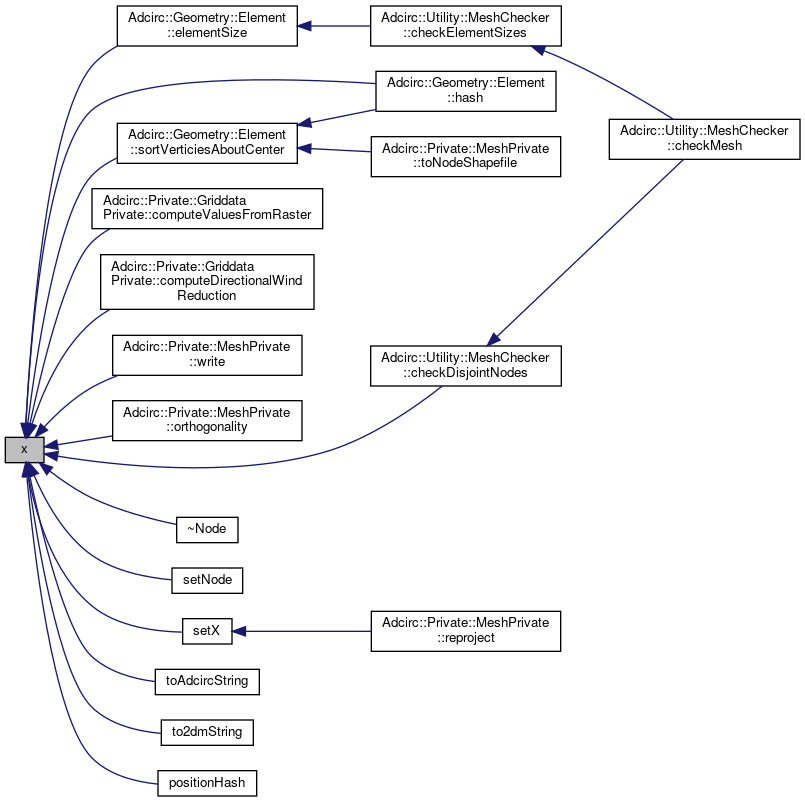 Adcirc::Geometry::Element
::elementSize
Adcirc::Utility::MeshChecker
::checkElementSizes
Adcirc::Geometry::Element
::hash
Adcirc::Geometry::Element
::sortVerticiesAboutCenter
Adcirc::Private::MeshPrivate
::toNodeShapefile
Adcirc::Utility::MeshChecker
::checkMesh
Adcirc::Private::Griddata
Private::computeValuesFromRaster
Adcirc::Private::Griddata
Private::computeDirectionalWind
Reduction
Adcirc::Private::MeshPrivate
::write
Adcirc::Utility::MeshChecker
::checkDisjointNodes
Adcirc::Private::MeshPrivate
::orthogonality
x
~Node
setNode
setX
Adcirc::Private::MeshPrivate
::reproject
toAdcircString
to2dmString
positionHash